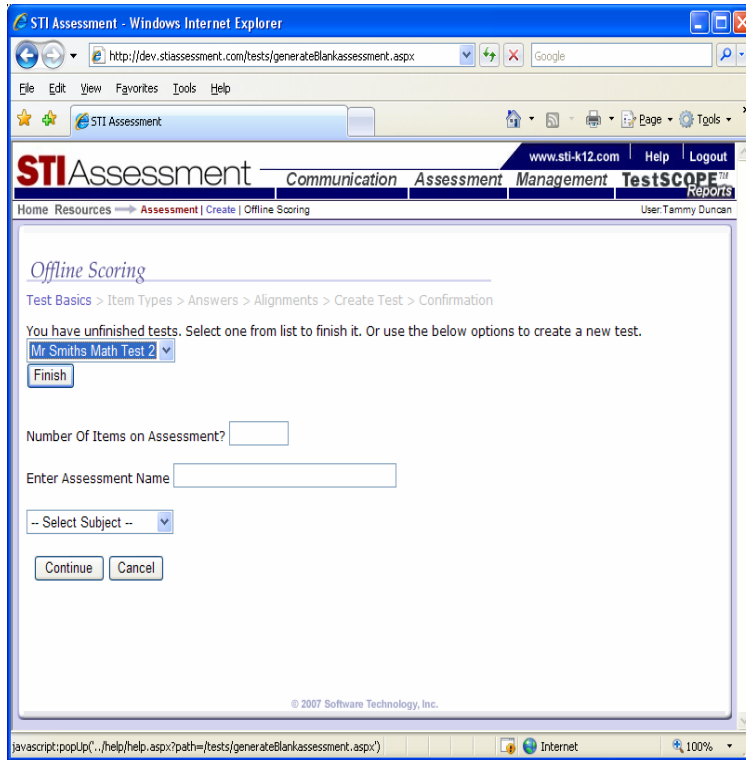 STI Assessment - Windows Internet Explorer
http://dev.stiassessment.com/tests/generateBlankassessment.aspx
Google
File Edit View Favorites Tools Help
STI Assessment
Page Tools
www.sti-k12.com Help Logout
STIAssessment
Communication Assessment Management TestSCOPE™
Reports
Home Resources Assessment | Create | Offline Scoring User:Tammy Duncan
Offline Scoring
Test Basics > Item Types > Answers > Alignments > Create Test > Confirmation
You have unfinished tests. Select one from list to finish it. Or use the below options to create a new test.
Mr Smiths Math Test 2
Finish
Number Of Items on Assessment?
Enter Assessment Name
-- Select Subject --
Continue Cancel
© 2007 Software Technology, Inc.
javascript:popUp('../help/help.aspx?path=/tests/generateBlankassessment.aspx') Internet 100%